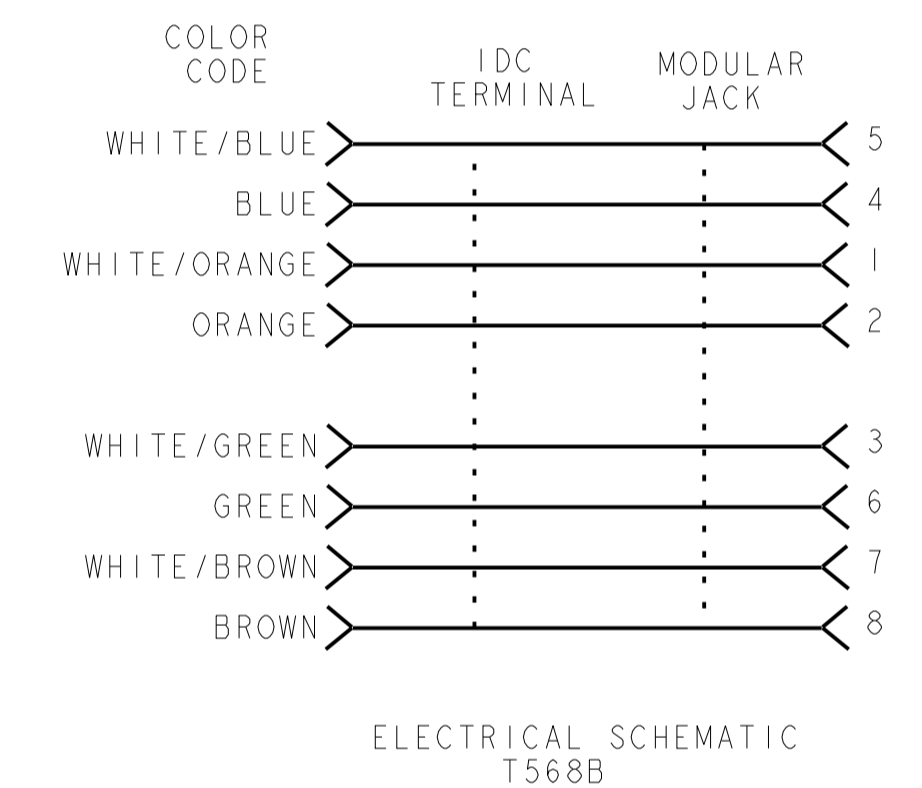 COLOR
CODE
IDC
TERMINAL
MODULAR
JACK
WHITE/BLUE 5
BLUE 4
WHITE/ORANGE 1
ORANGE 2
WHITE/GREEN 3
GREEN 6
WHITE/BROWN 7
BROWN 8
ELECTRICAL SCHEMATIC
T568B